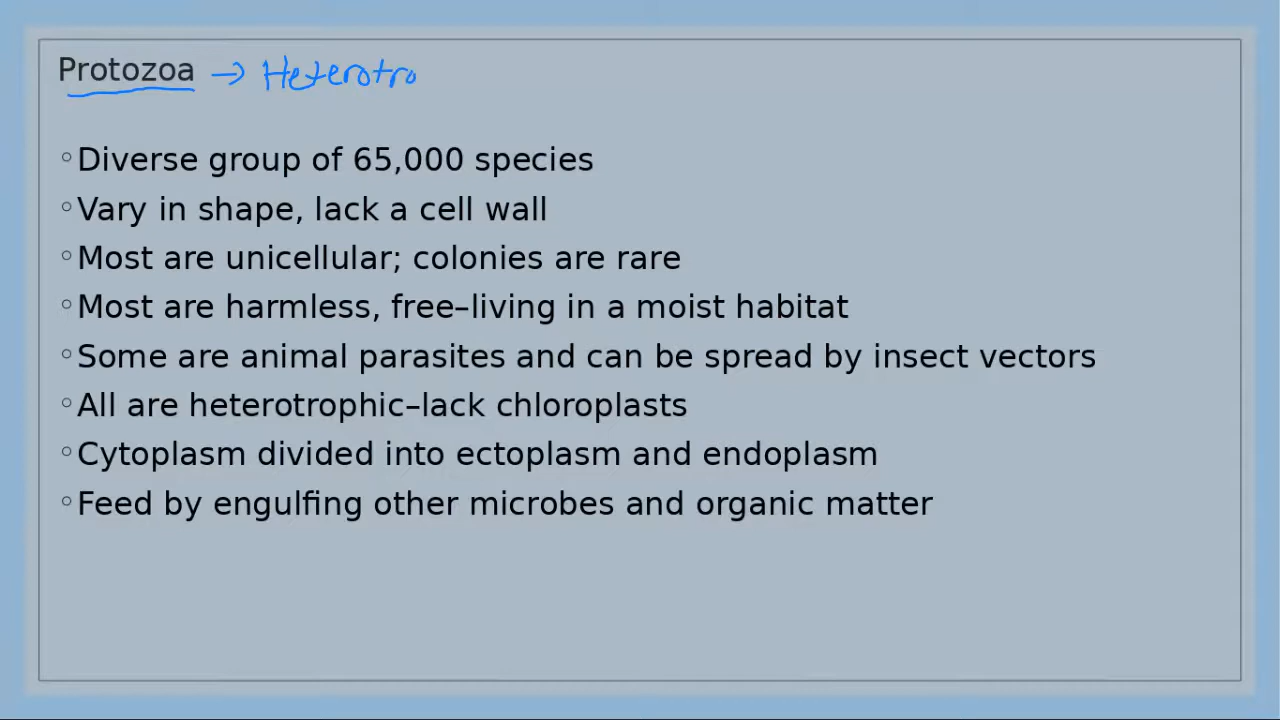 Protozoa → Heterotro
◦Diverse group of 65,000 species
◦Vary in shape, lack a cell wall
◦Most are unicellular; colonies are rare
◦Most are harmless, free–living in a moist habitat
◦Some are animal parasites and can be spread by insect vectors
◦All are heterotrophic–lack chloroplasts
◦Cytoplasm divided into ectoplasm and endoplasm
◦Feed by engulfing other microbes and organic matter